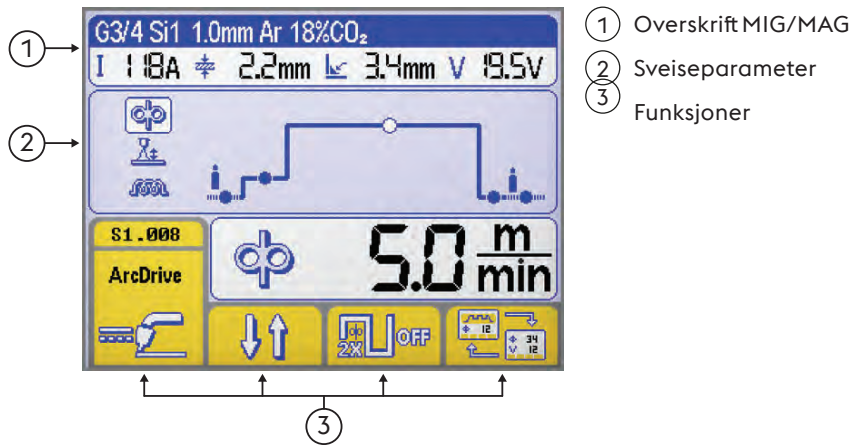 G3/4 Si1 1.0mm Ar 18%CO₂
I 118A 2.2mm 3.4mm V 19.5V
S1.008
ArcDrive
5.0 m/min
2X OFF
12
34
V 12
1 Overskrift MIG/MAG
2 Sveiseparameter
3 Funksjoner
1
2
3